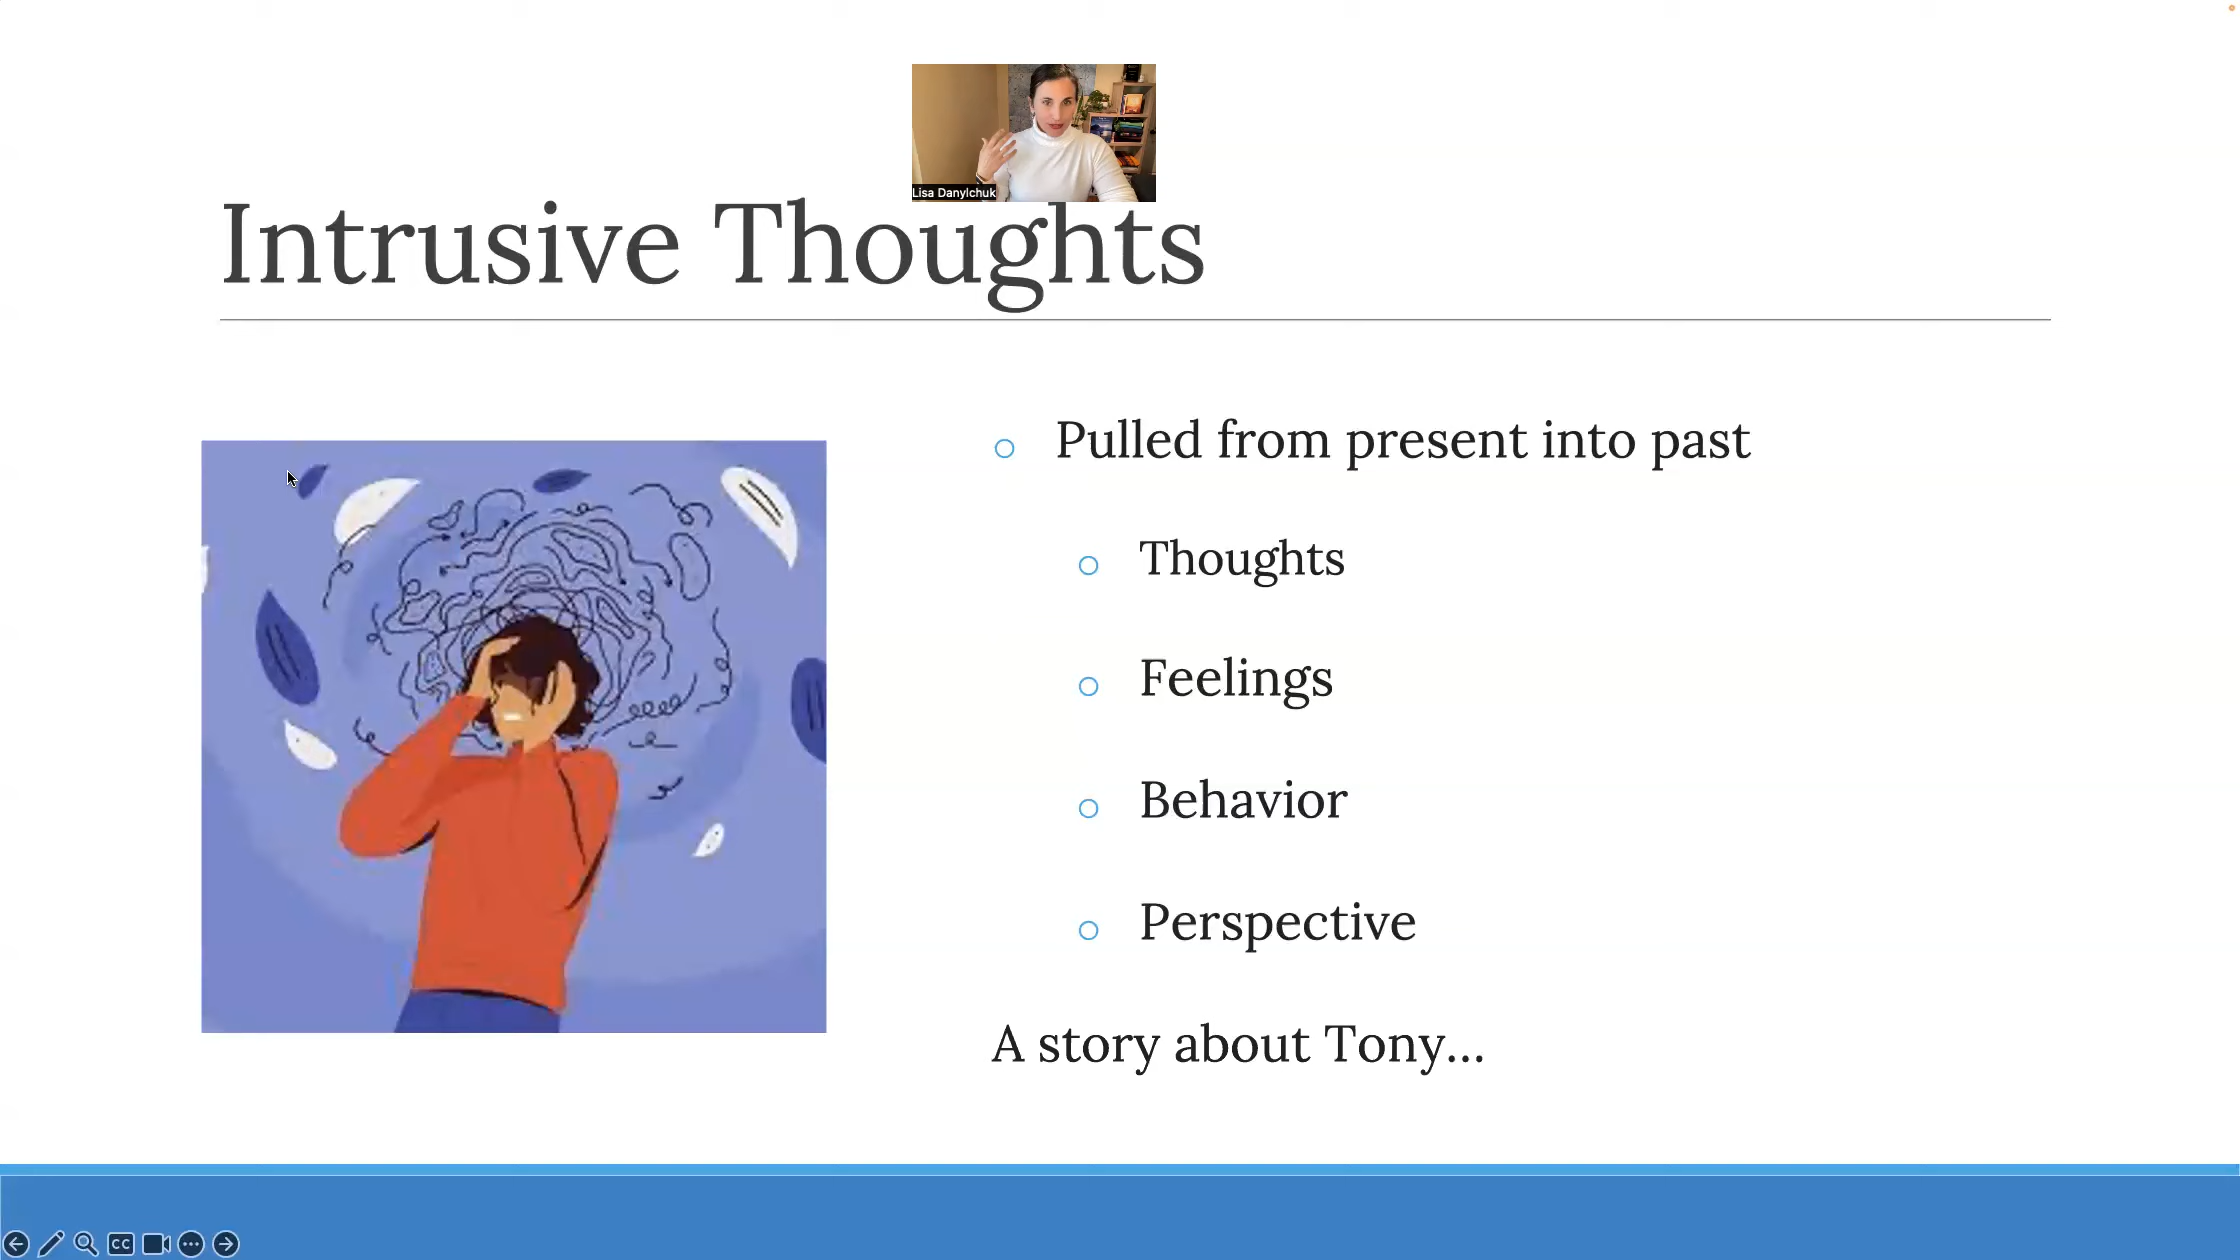 Lisa Danylchuk
Intrusive Thoughts
Pulled from present into past
Thoughts
Feelings
Behavior
Perspective
A story about Tony...
CC